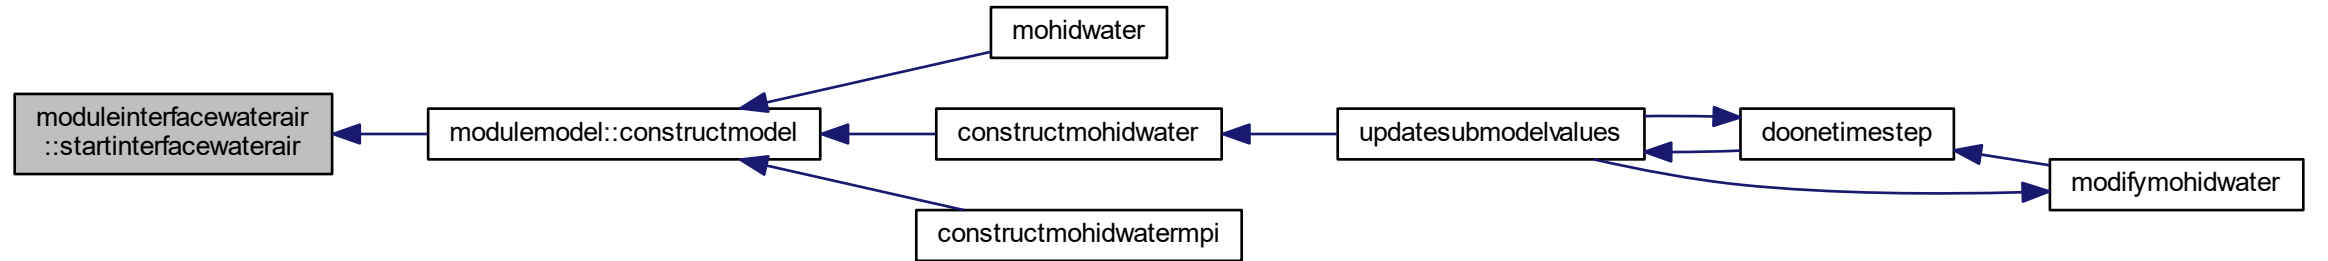 mohidwater
moduleinterfacewaterair
::startinterfacewaterair
modulemodel::constructmodel
constructmohidwater
updatesubmodelvalues
doonetimestep
modifymohidwater
constructmohidwatermpi